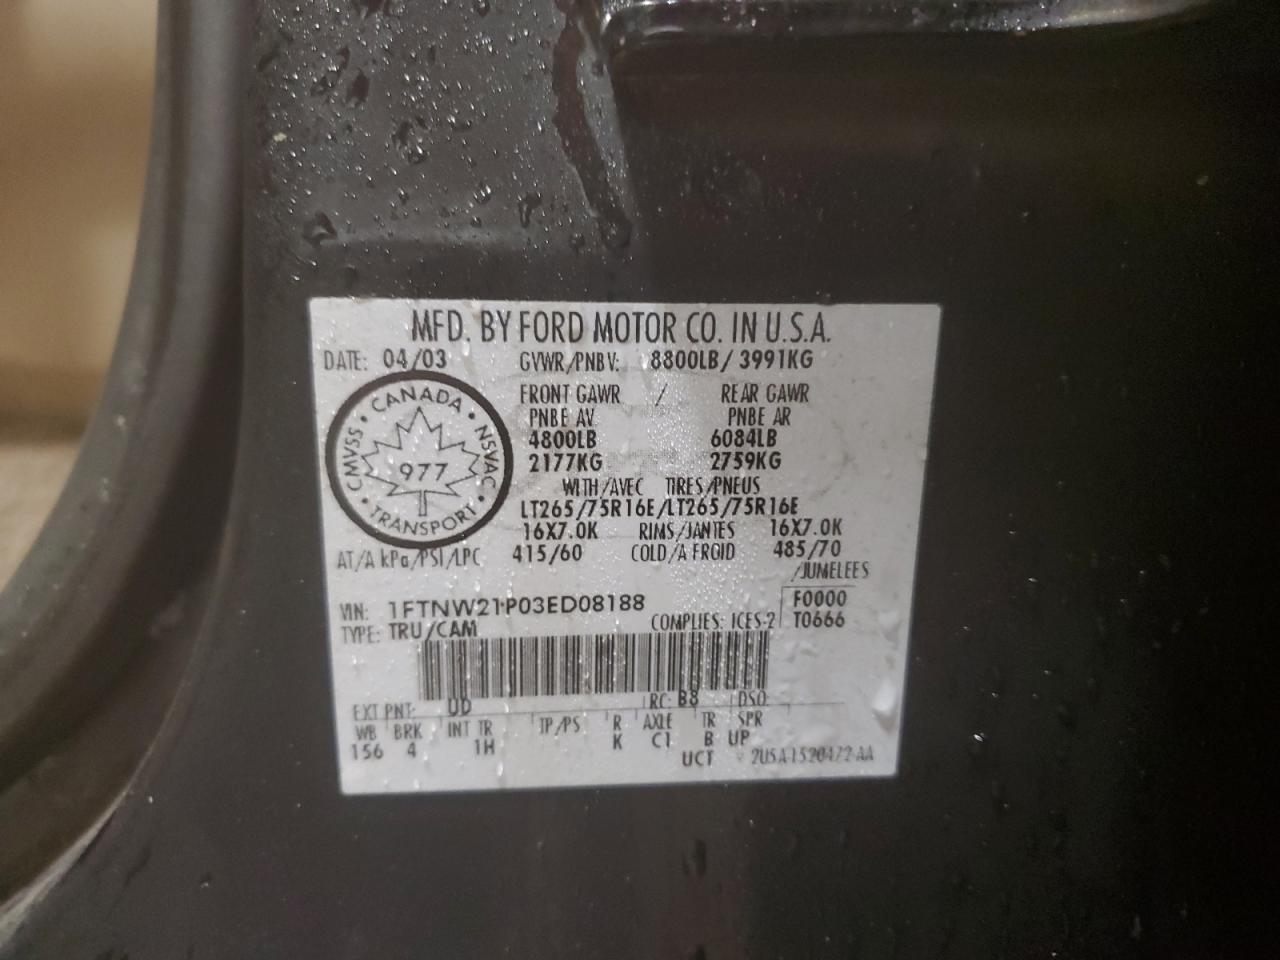 MFD. BY FORD MOTOR CO. IN U.S.A.
DATE: 04/03 GVWR/PNBV: 8800LB/ 3991KG
CANADA
CMVSS NSVAC
977
TRANSPORT
FRONT GAWR / REAR GAWR
PNBE AV PNBE AR
4800LB 6084LB
2177KG 2759KG
WITH/AVEC TIRES/PNEUS
LT265/75R16E/LT265/75R16E
16X7.0K RIMS/JANTES 16X7.0K
AT/A kPa/PSI/LPC 415/60 COLD/A FROID 485/70
/JUMELEES
VIN: 1FTNW21P03ED08188 F0000
TYPE: TRU/CAM COMPLIES: ICES-2 T0666
EXT PNT: UD RC: B8 DSO:
WB BRK INT TR TP/PS R AXLE TR SPR
156 4 1H K C1 B UP
UCT 2U5A-1520472-AA